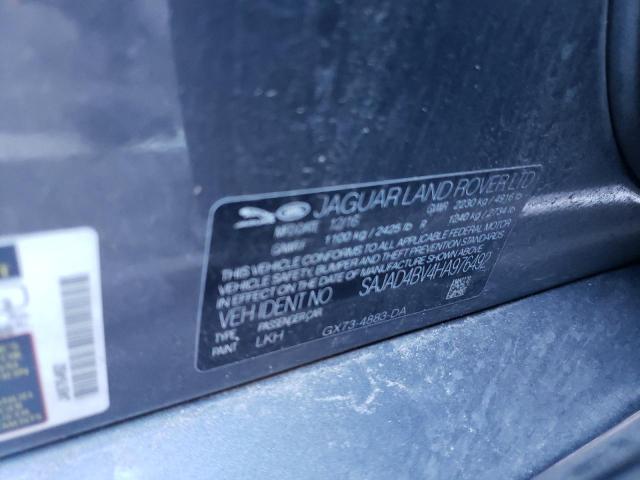 JAGUAR LAND ROVER LTD
MFD DATE 12/16 GVWR 2230 kg / 4916 lb
GAWR F 1100 kg / 2425 lb R 1240 kg / 2734 lb
THIS VEHICLE CONFORMS TO ALL APPLICABLE FEDERAL MOTOR
VEHICLE SAFETY, BUMPER AND THEFT PREVENTION STANDARDS
IN EFFECT ON THE DATE OF MANUFACTURE SHOWN ABOVE.
VEH IDENT NO SAJAD4BV4HA976492
TYPE PASSENGER CAR
PAINT LKH GX73-4883-DA